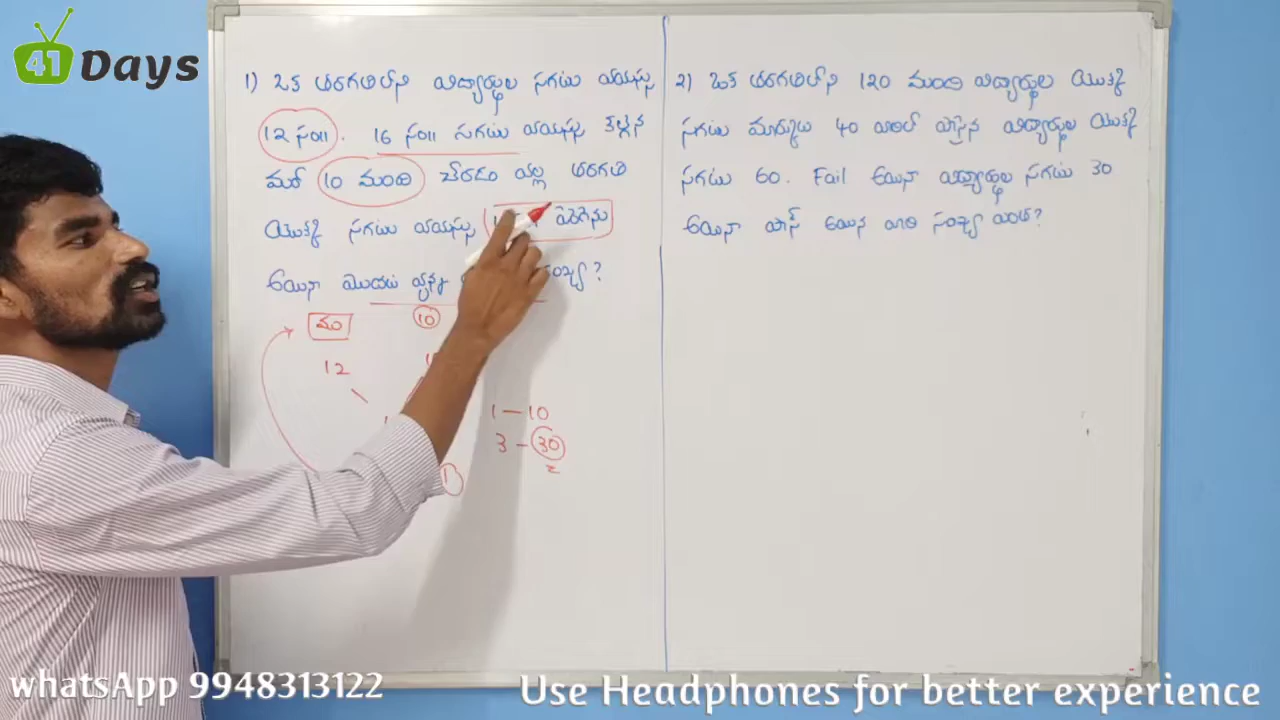 41 Days
1) ఒక తరగతిలోని విద్యార్థుల సగటు వయస్సు
12 సం॥. 16 సం॥ సగటు వయస్సు కల్గిన
మరో 10 మంది చేరడం వల్ల తరగతి
యొక్క సగటు వయస్సు 1 పెరిగెను
అయినా మొదట వున్న ?
మొ 10
12
1 – 10
3 – 30
1
2) ఒక తరగతిలోని 120 మంది విద్యార్థుల యొక్క
సగటు మార్కులు 40 అందులో పాసైన విద్యార్థుల యొక్క
సగటు 60. Fail అయినా విద్యార్థుల సగటు 30
అయినా పాస్ అయిన వారి సంఖ్య ఎంత?
whatsApp 9948313122
Use Headphones for better experience